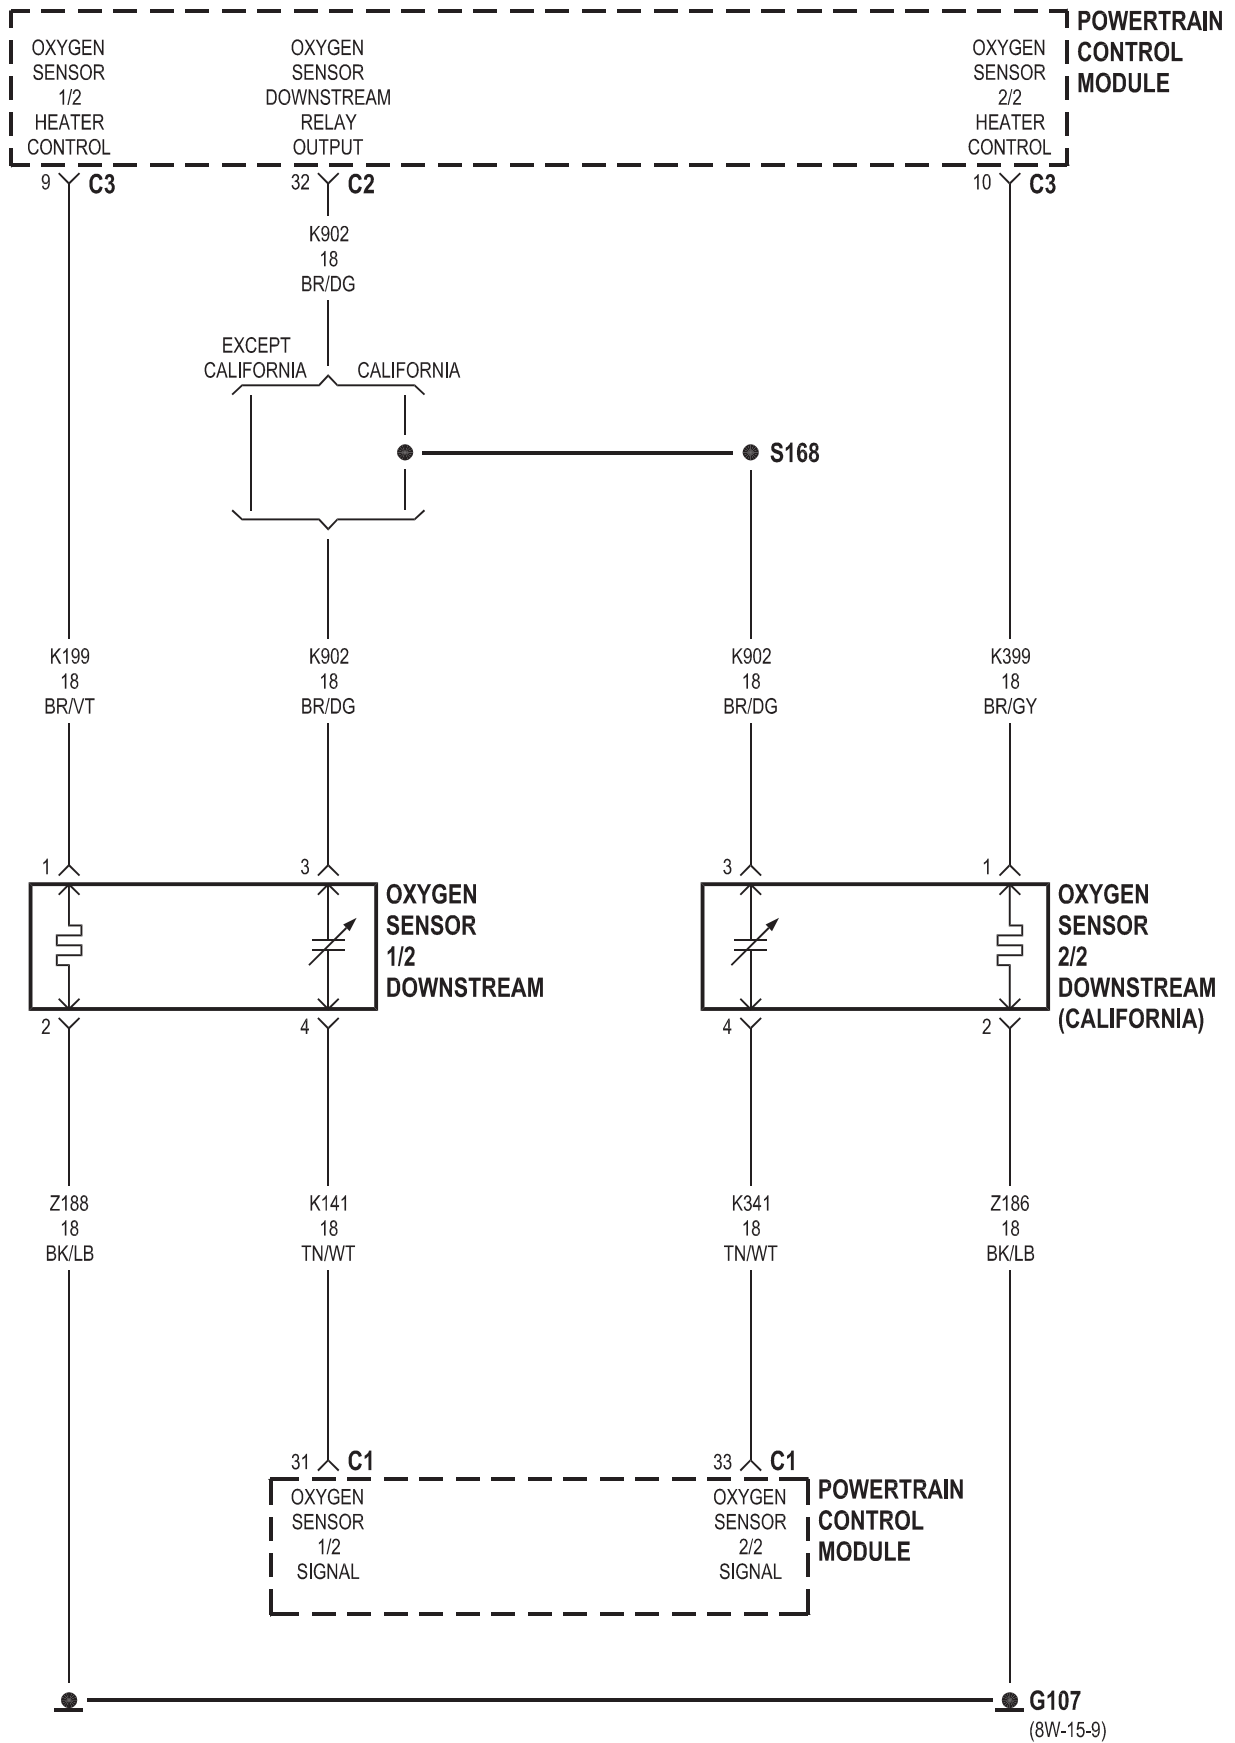 POWERTRAIN
CONTROL
MODULE
OXYGEN
SENSOR
1/2
HEATER
CONTROL
OXYGEN
SENSOR
DOWNSTREAM
RELAY
OUTPUT
OXYGEN
SENSOR
2/2
HEATER
CONTROL
9 C3
32 C2
10 C3
K902
18
BR/DG
EXCEPT
CALIFORNIA
CALIFORNIA
S168
K199
18
BR/VT
K902
18
BR/DG
K902
18
BR/DG
K399
18
BR/GY
1
3
3
1
OXYGEN
SENSOR
1/2
DOWNSTREAM
OXYGEN
SENSOR
2/2
DOWNSTREAM
(CALIFORNIA)
2
4
4
2
Z188
18
BK/LB
K141
18
TN/WT
K341
18
TN/WT
Z186
18
BK/LB
31 C1
33 C1
OXYGEN
SENSOR
1/2
SIGNAL
OXYGEN
SENSOR
2/2
SIGNAL
POWERTRAIN
CONTROL
MODULE
G107
(8W-15-9)